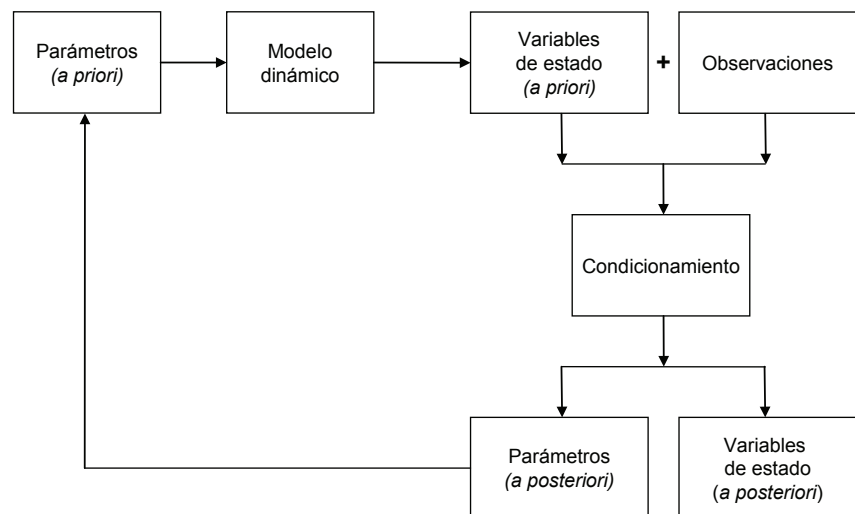 Parámetros
(a priori)
Modelo
dinámico
Variables
de estado
(a priori)
+
Observaciones
Condicionamiento
Parámetros
(a posteriori)
Variables
de estado
(a posteriori)